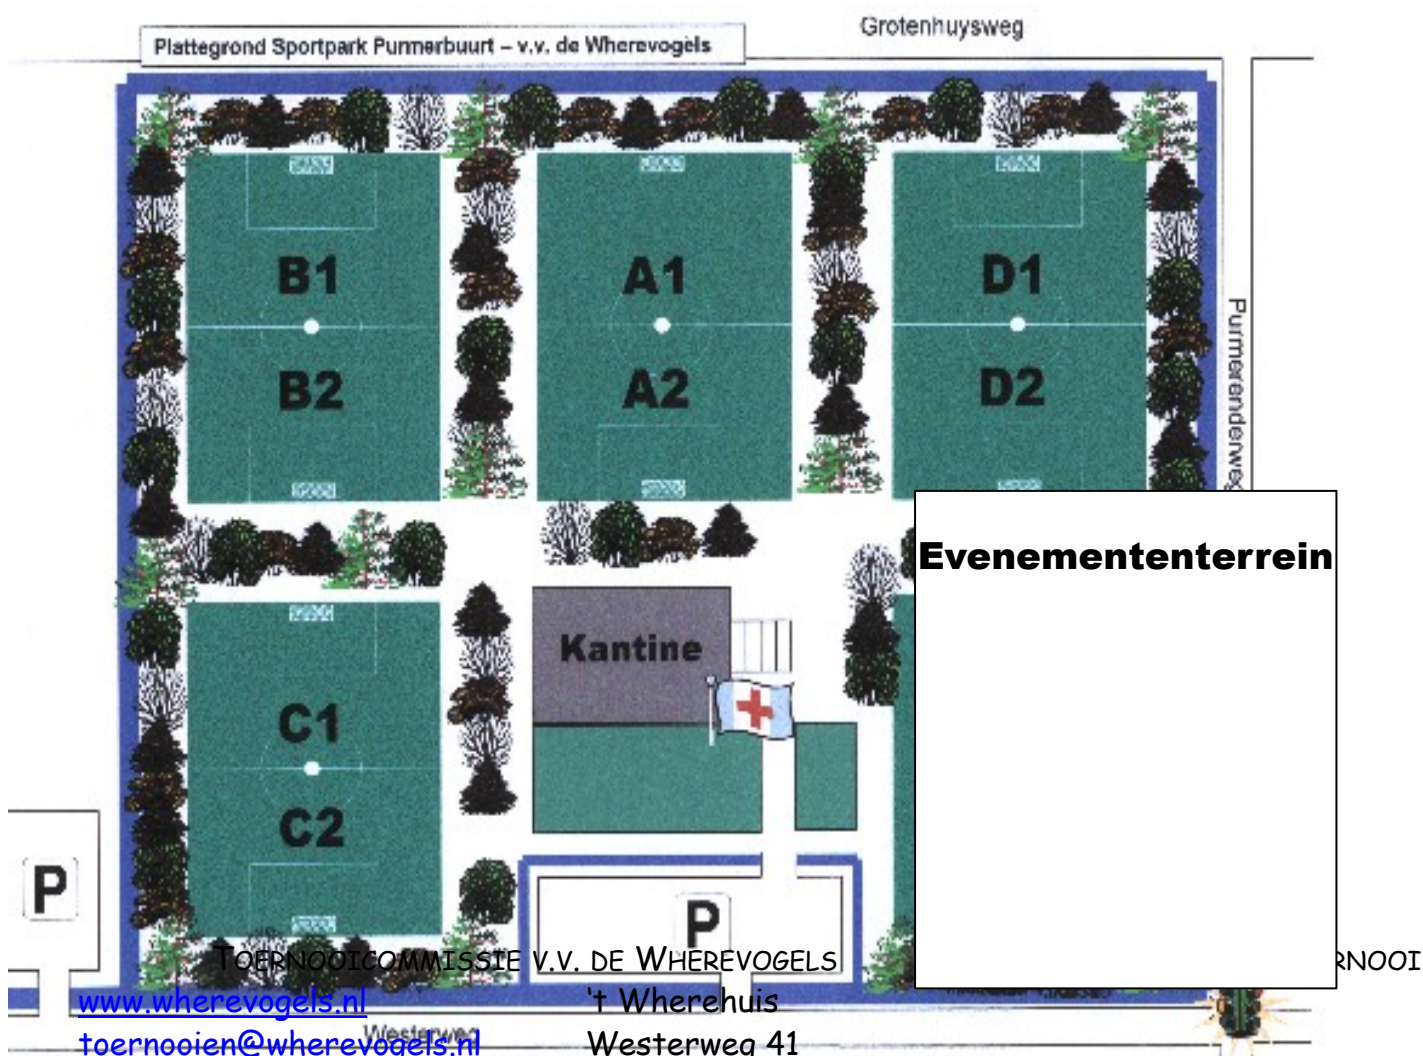 Grotenhuysweg
Plattegrond Sportpark Purmerbuurt – v.v. de Wherevogels
B1
A1
D1
Purmerenderweg
B2
A2
D2
Evenemententerrein
Kantine
C1
C2
P
P
TOERNOOICOMMISSIE V.V. DE WHEREVOGELS
RNOOI
www.wherevogels.nl
't Wherehuis
Westerweg
toernooien@wherevogels.nl
Westerweg 41